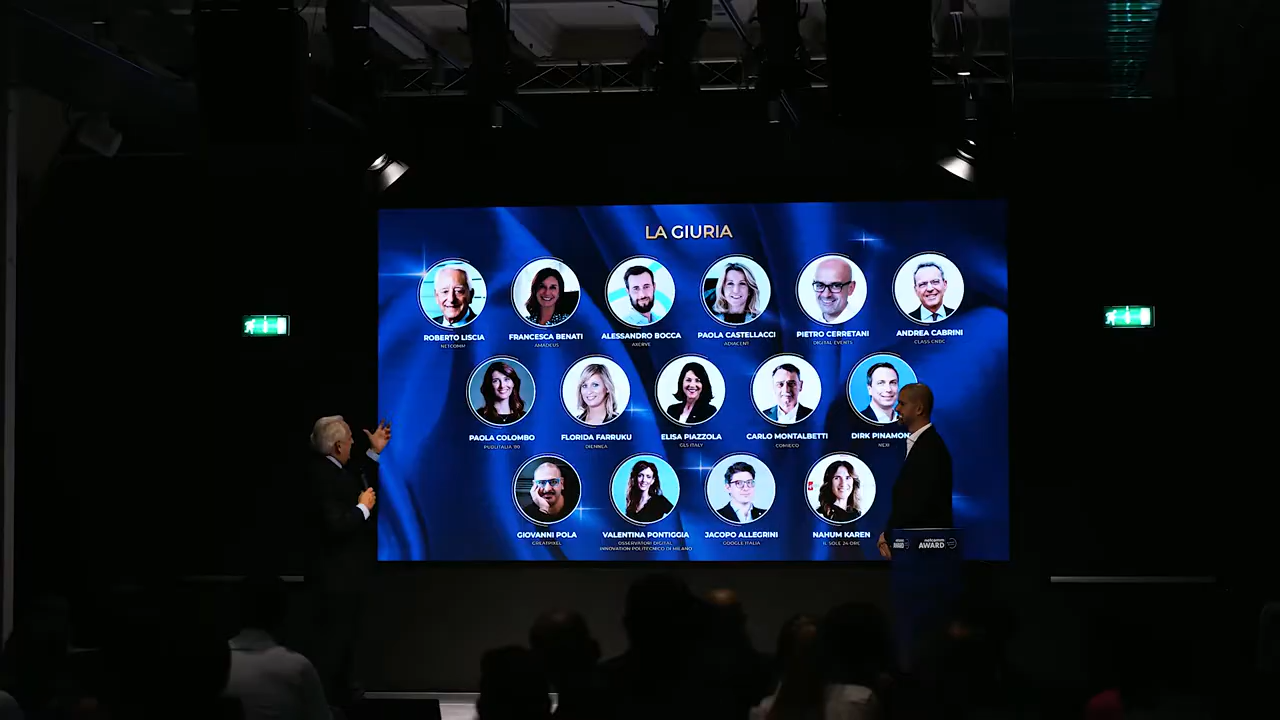 LA GIURIA
ROBERTO LISCIA
NETCOMM
FRANCESCA BENATI
AMADEUS
ALESSANDRO BOCCA
AXERVE
PAOLA CASTELLACCI
ADIACENT
PIETRO CERRETANI
DIGITAL EVENTS
ANDREA CABRINI
CLASS CNBC
PAOLA COLOMBO
PUBLITALIA '80
FLORIDA FARRUKU
DIENNEA
ELISA PIAZZOLA
GLS ITALY
CARLO MONTALBETTI
COMIECO
DIRK PINAMON
NEXI
GIOVANNI POLA
GREATPIXEL
VALENTINA PONTIGGIA
OSSERVATORI DIGITAL
INNOVATION POLITECNICO DI MILANO
JACOPO ALLEGRINI
GOOGLE ITALIA
NAHUM KAREN
IL SOLE 24 ORE
netcomm
AWARD